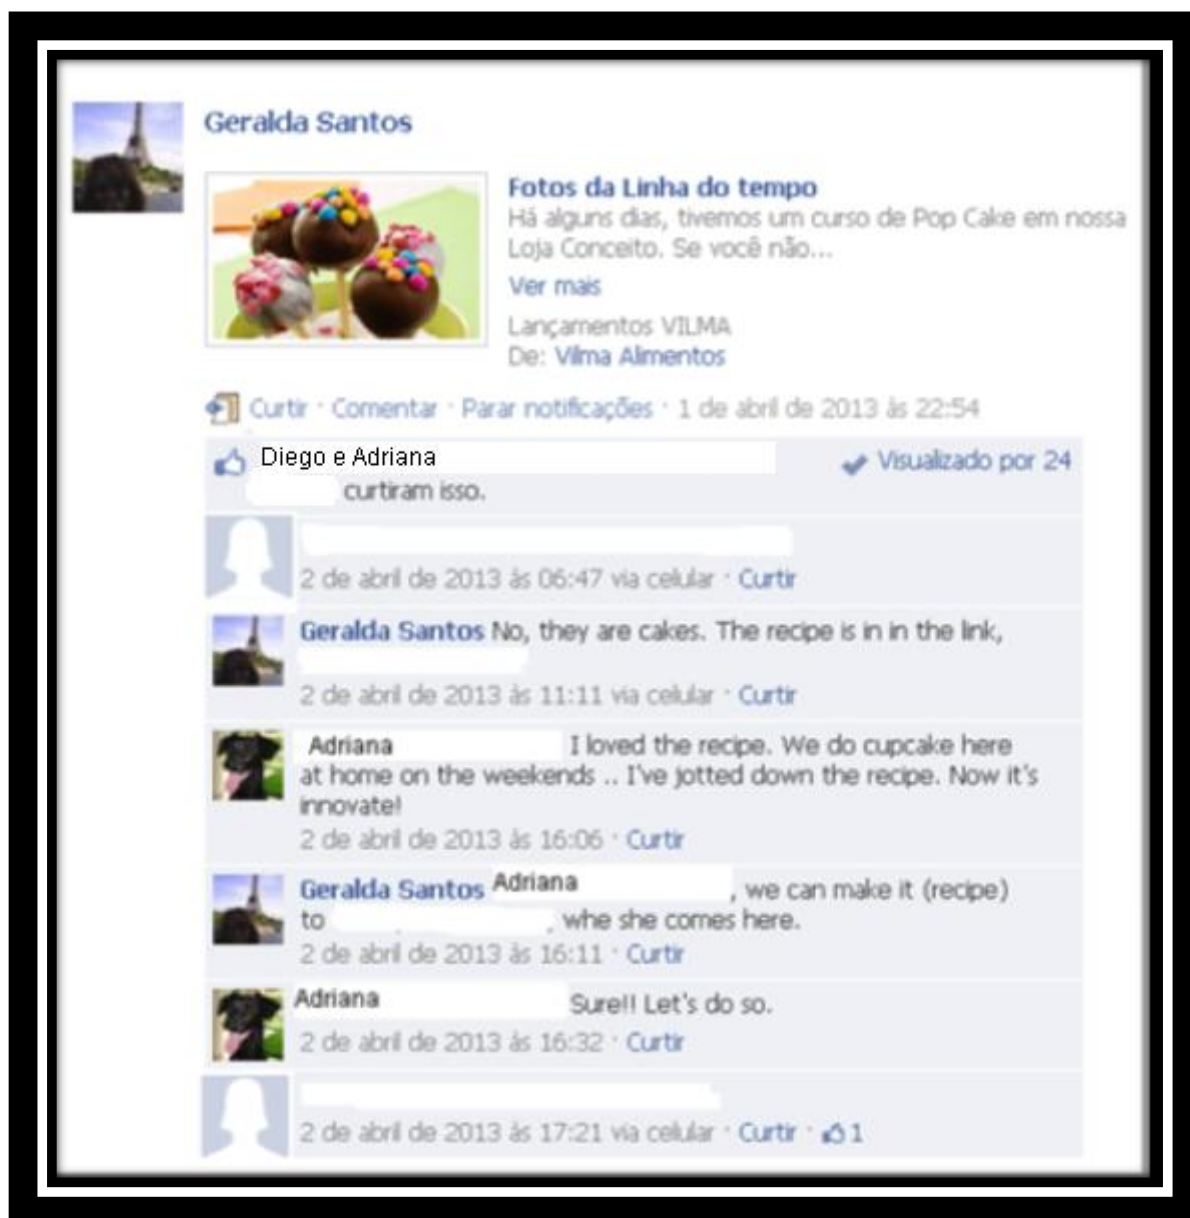 Geralda Santos
Fotos da Linha do tempo
Há alguns dias, tivemos um curso de Pop Cake em nossa
Loja Conceito. Se você não...
Ver mais
Lançamentos VILMA
De: Vilma Alimentos
Curtir · Comentar · Parar notificações · 1 de abril de 2013 às 22:54
Diego e Adriana
Visualizado por 24
curtiram isso.
2 de abril de 2013 às 06:47 via celular · Curtir
Geralda Santos No, they are cakes. The recipe is in in the link,
2 de abril de 2013 às 11:11 via celular · Curtir
Adriana I loved the recipe. We do cupcake here
at home on the weekends .. I've jotted down the recipe. Now it's
innovate!
2 de abril de 2013 às 16:06 · Curtir
Geralda Santos Adriana , we can make it (recipe)
to , whe she comes here.
2 de abril de 2013 às 16:11 · Curtir
Adriana Sure!! Let's do so.
2 de abril de 2013 às 16:32 · Curtir
2 de abril de 2013 às 17:21 via celular · Curtir · 1